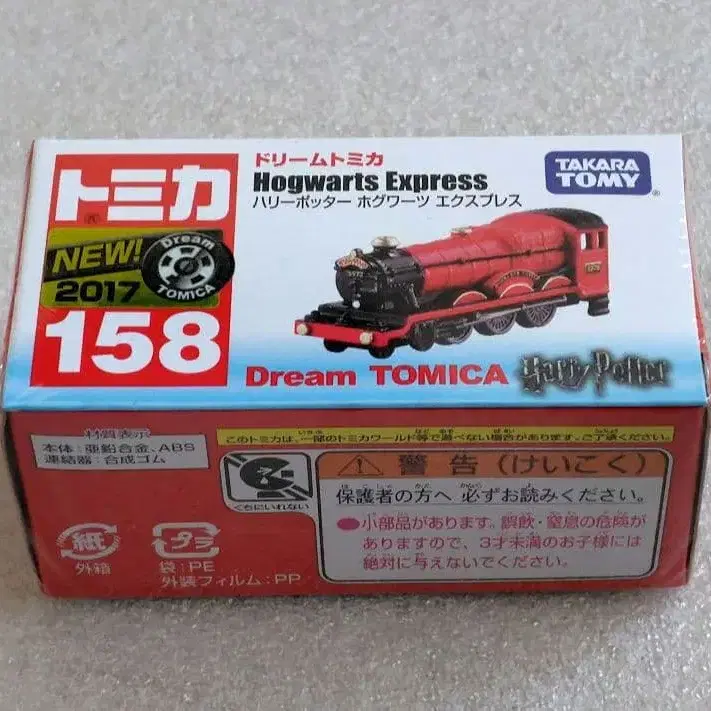 トミカ
NEW!
2017
Dream
TOMICA
158
ドリームトミカ
Hogwarts Express
ハリーポッター ホグワーツ エクスプレス
TAKARA
TOMY
Dream TOMICA
Harry Potter
材質表示
本体:亜鉛合金、ABS
連結器:合成ゴム
紙
外箱
プラ
袋:PE
外装フィルム:PP
このトミカは、一部のトミカワールド等で遊べない場合があります。ご了承ください。
くちにいれない
警告(けいこく)
保護者の方へ 必ずお読みください。
●小部品があります。誤飲・窒息の危険が
ありますので、3才未満のお子様には
絶対に与えないでください。